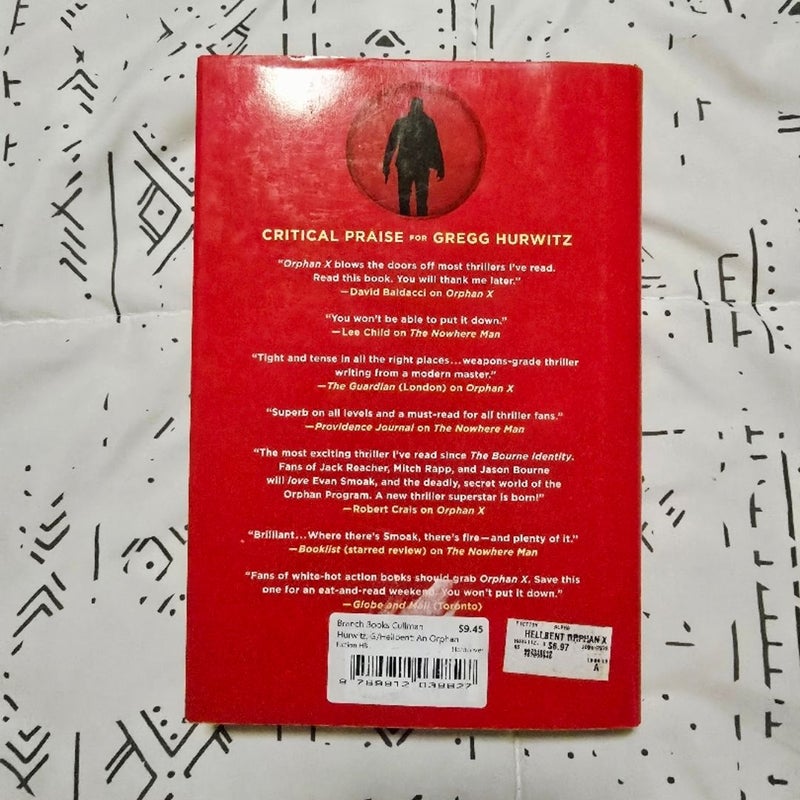 CRITICAL PRAISE FOR GREGG HURWITZ
“Orphan X blows the doors off most thrillers I’ve read.
Read this book. You will thank me later.”
—David Baldacci on Orphan X
“You won’t be able to put it down.”
—Lee Child on The Nowhere Man
“Tight and tense in all the right places...weapons-grade thriller
writing from a modern master.”
—The Guardian (London) on Orphan X
“Superb on all levels and a must-read for all thriller fans.”
—Providence Journal on The Nowhere Man
“The most exciting thriller I’ve read since The Bourne Identity.
Fans of Jack Reacher, Mitch Rapp, and Jason Bourne
will love Evan Smoak, and the deadly, secret world of the
Orphan Program. A new thriller superstar is born!”
—Robert Crais on Orphan X
“Brilliant...Where there’s Smoak, there’s fire—and plenty of it.”
—Booklist (starred review) on The Nowhere Man
“Fans of white-hot action books should grab Orphan X. Save this
one for an eat-and-read weekend. You won’t put it down.”
—Globe and Mail (Toronto)
Branch Books Cullman $9.45
Hurwitz, G/Hellbent: An Orphan
Fiction HB Hardcover
FICTION ALPHA
HELLBENT ORPHAN X
$6.97
A